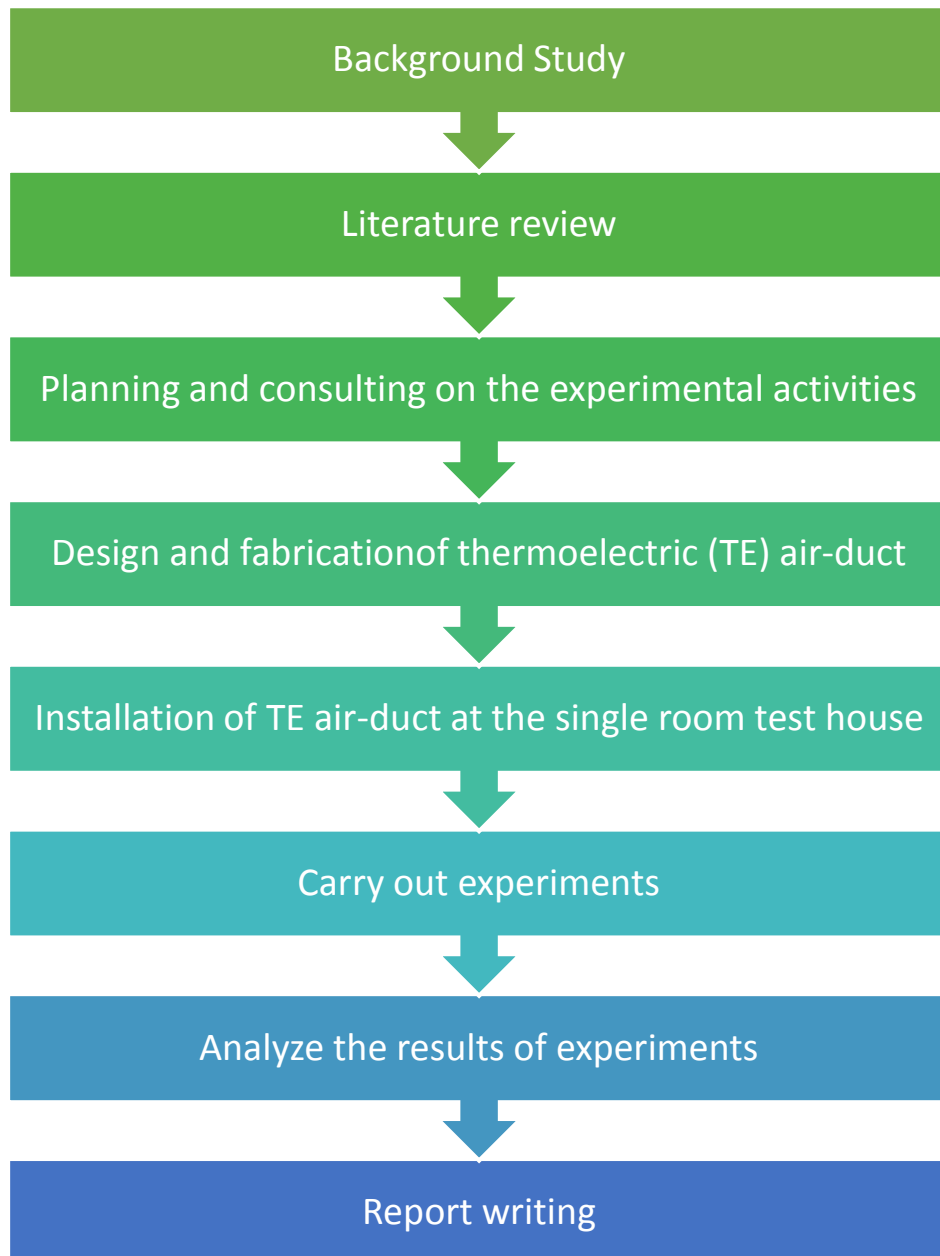 Background Study
Literature review
Planning and consulting on the experimental activities
Design and fabricationof thermoelectric (TE) air-duct
Installation of TE air-duct at the single room test house
Carry out experiments
Analyze the results of experiments
Report writing